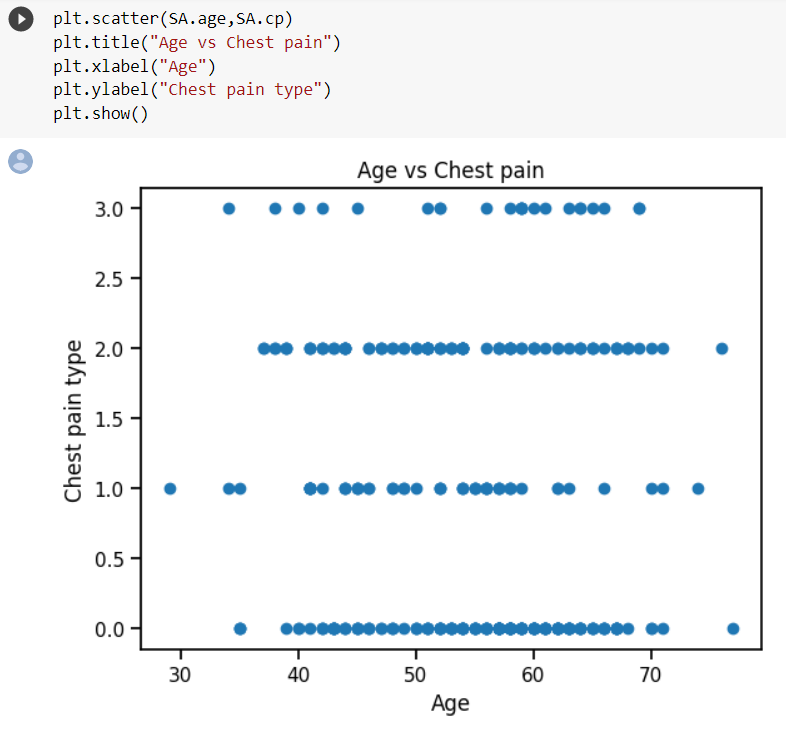 plt.scatter(SA.age,SA.cp)
plt.title("Age vs Chest pain")
plt.xlabel("Age")
plt.ylabel("Chest pain type")
plt.show()
Age vs Chest pain
3.0
2.5
2.0
1.5
1.0
0.5
0.0
Chest pain type
30 40 50 60 70
Age